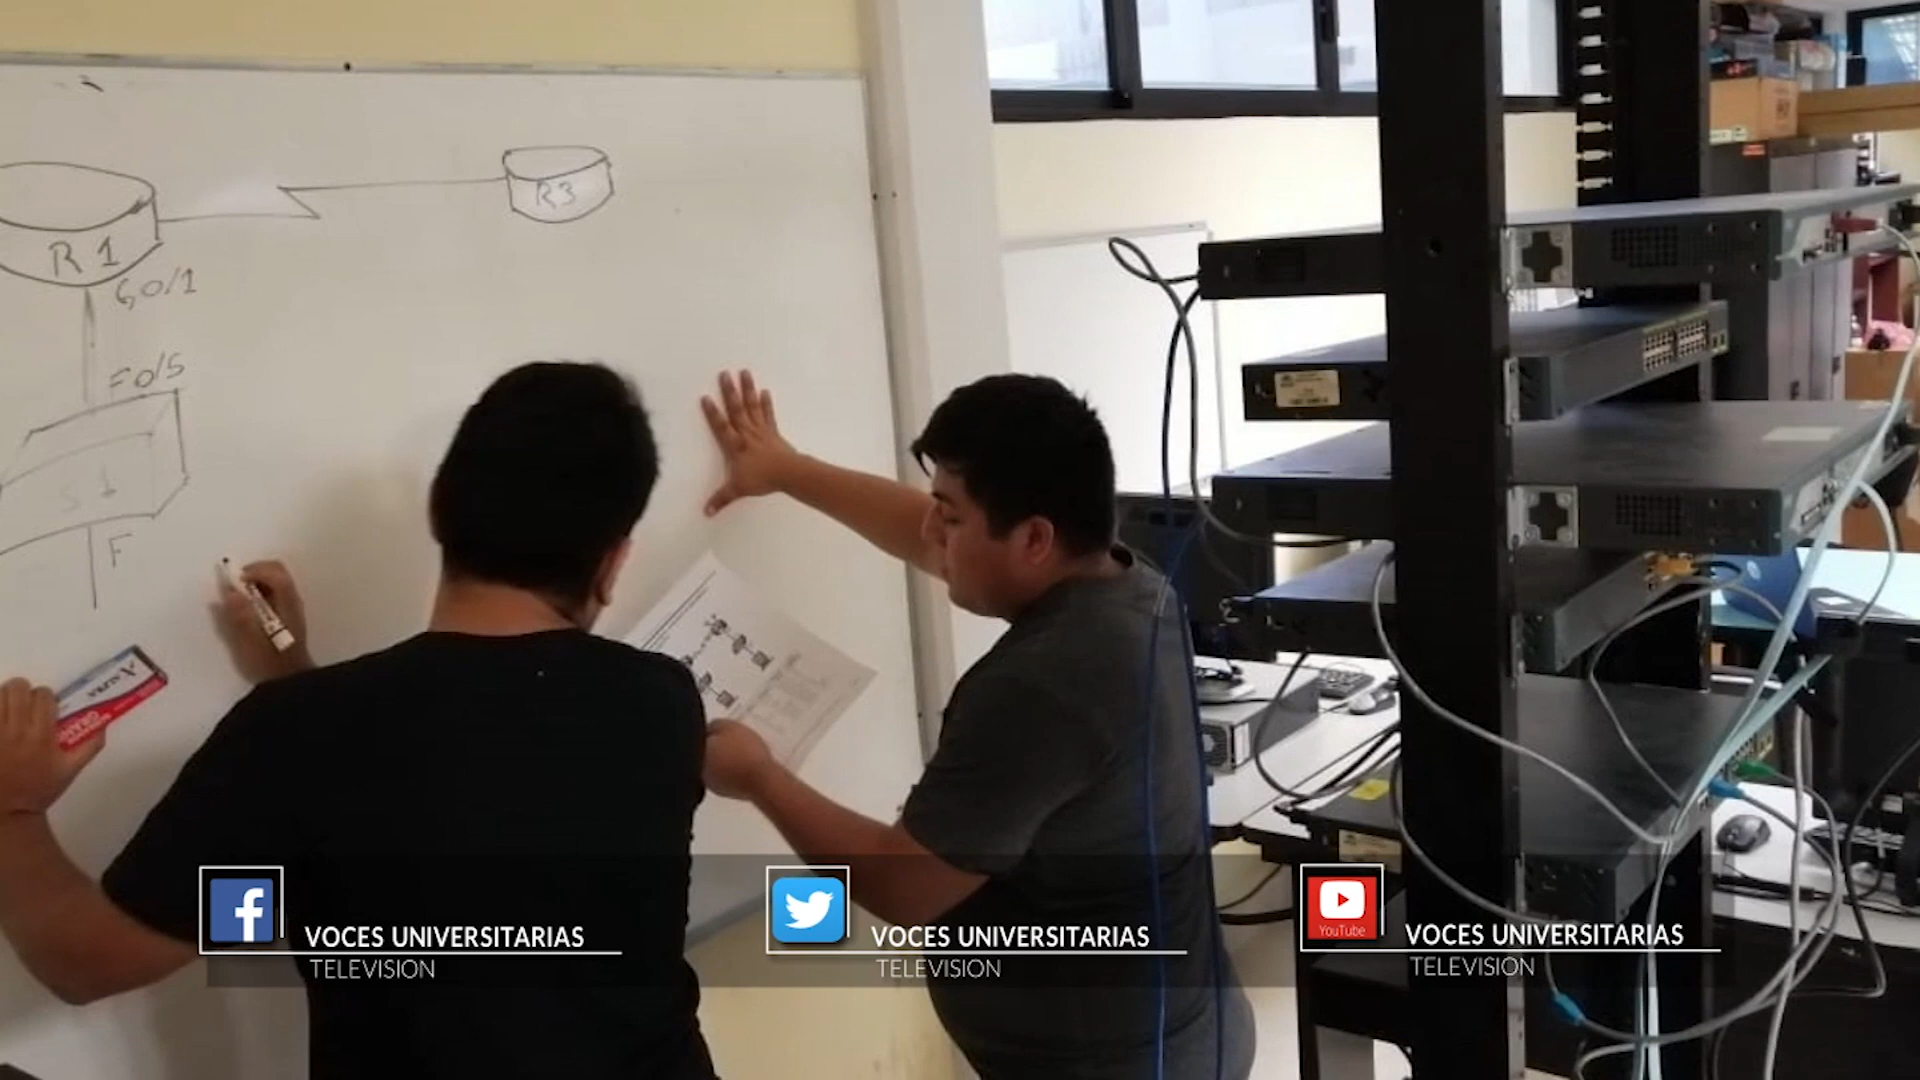 R3
R1
G0/1
F0/5
S1
F
VOCES UNIVERSITARIAS
TELEVISION
VOCES UNIVERSITARIAS
TELEVISION
YouTube
VOCES UNIVERSITARIAS
TELEVISION